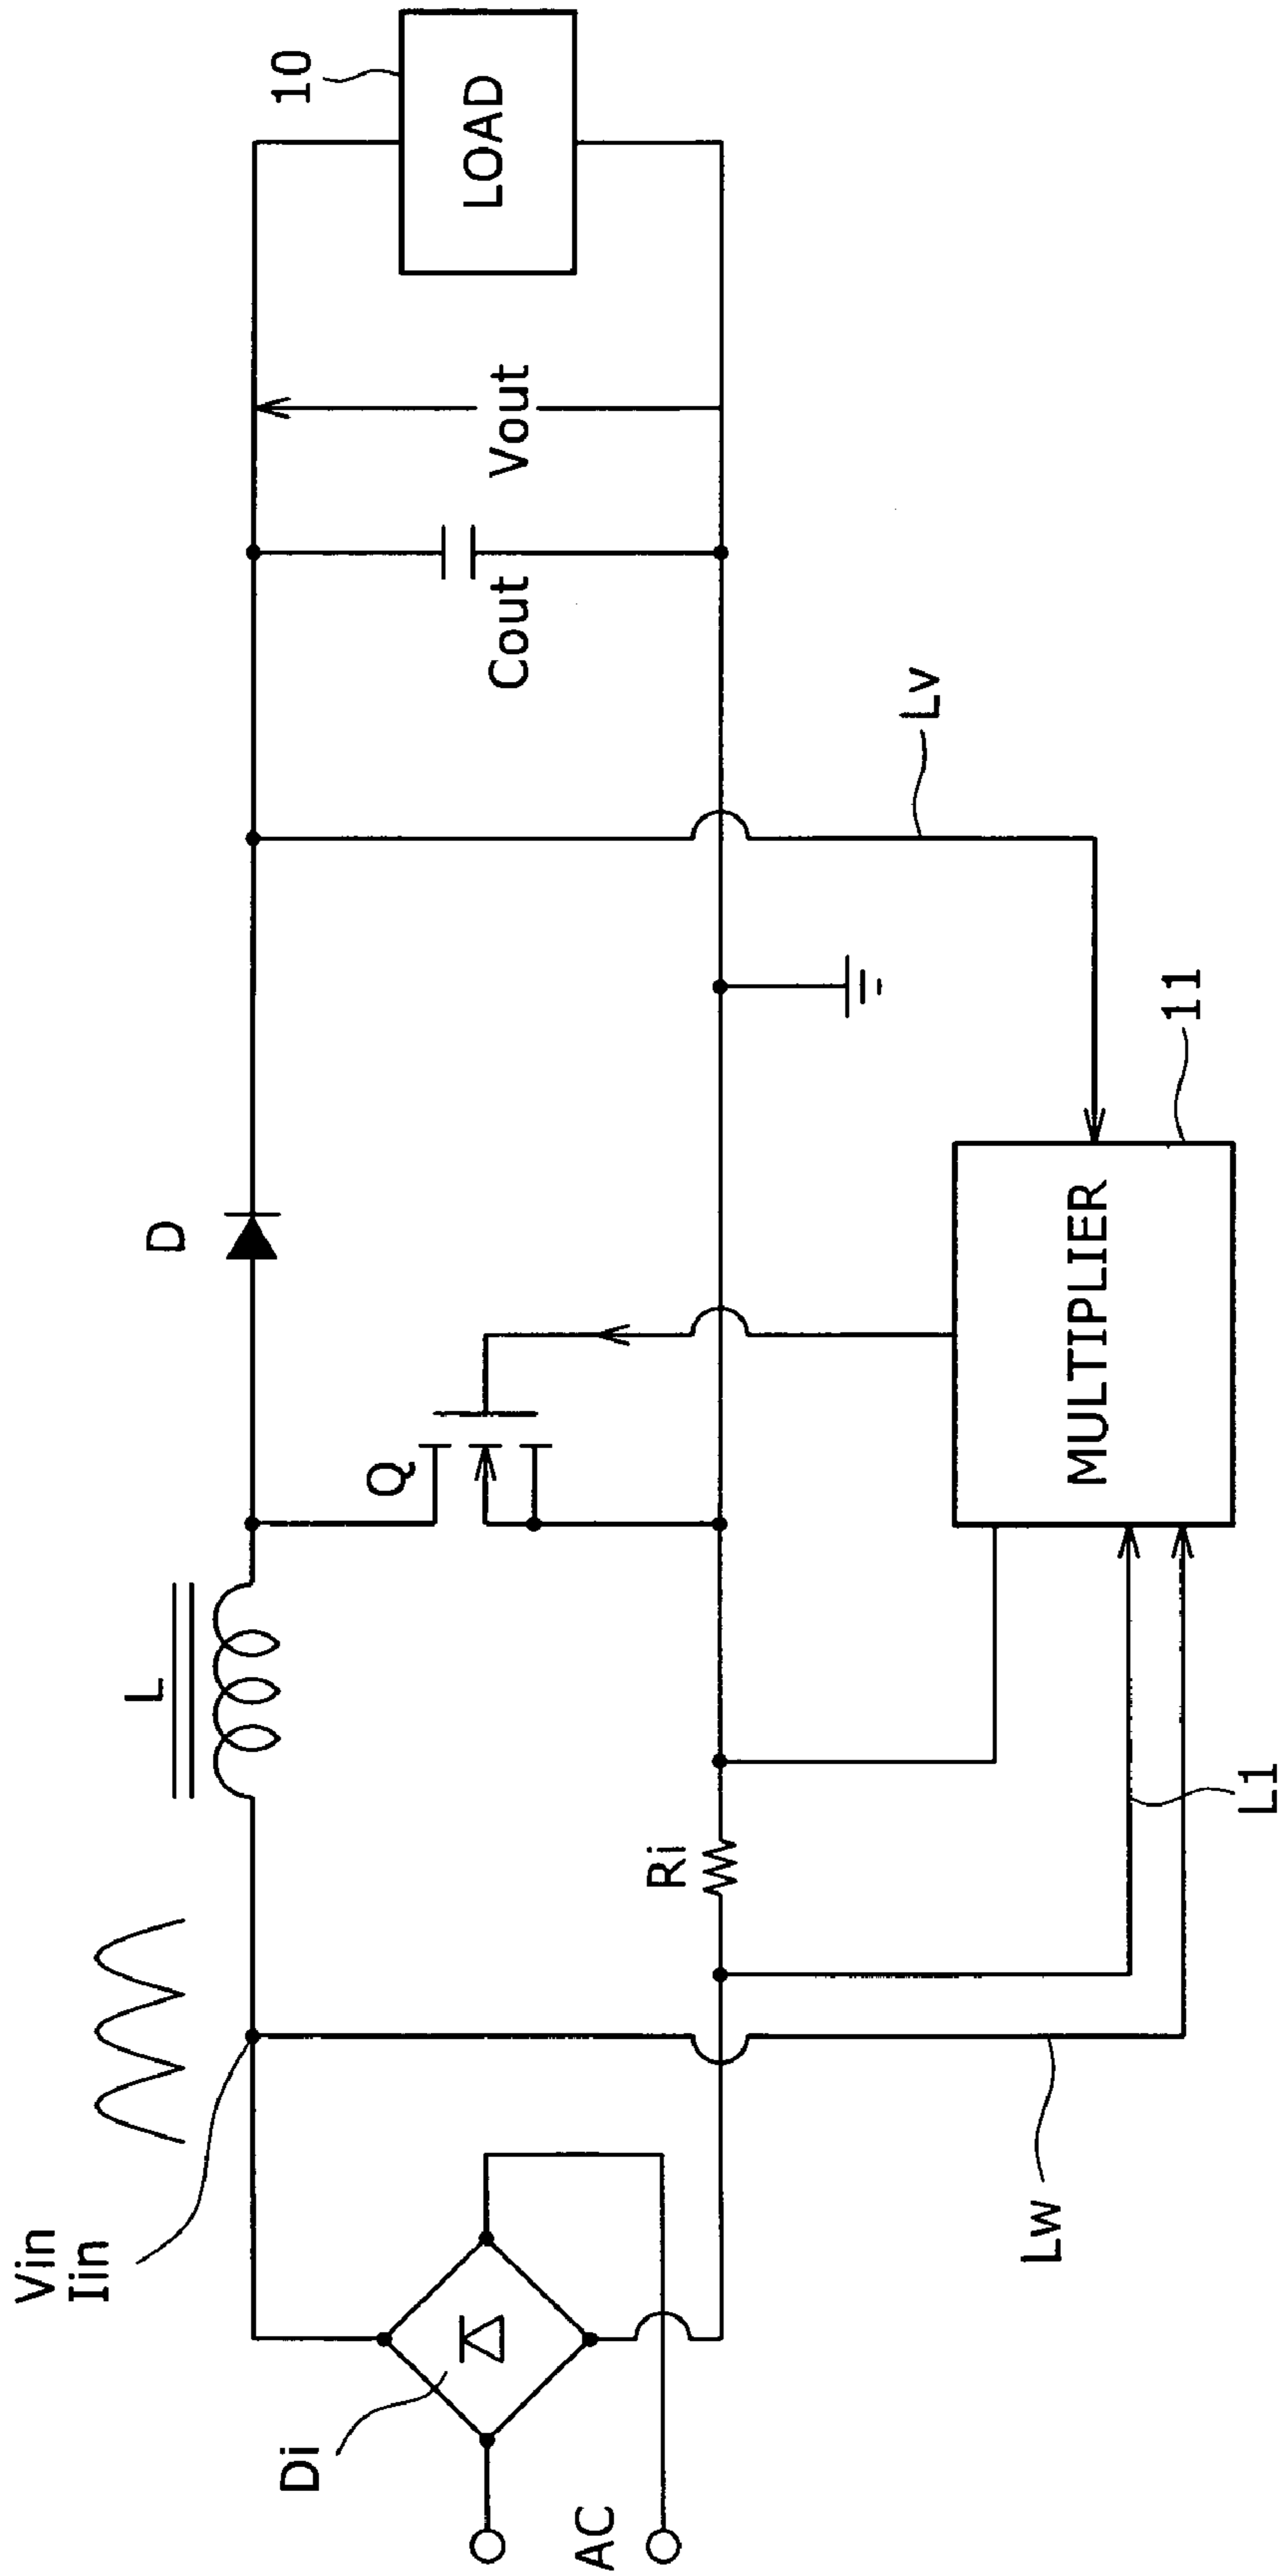 Vin
Iin
L
D
10
LOAD
Vout
Cout
Q
Ri
Di
AC
Lw
L1
Lv
MULTIPLIER
11